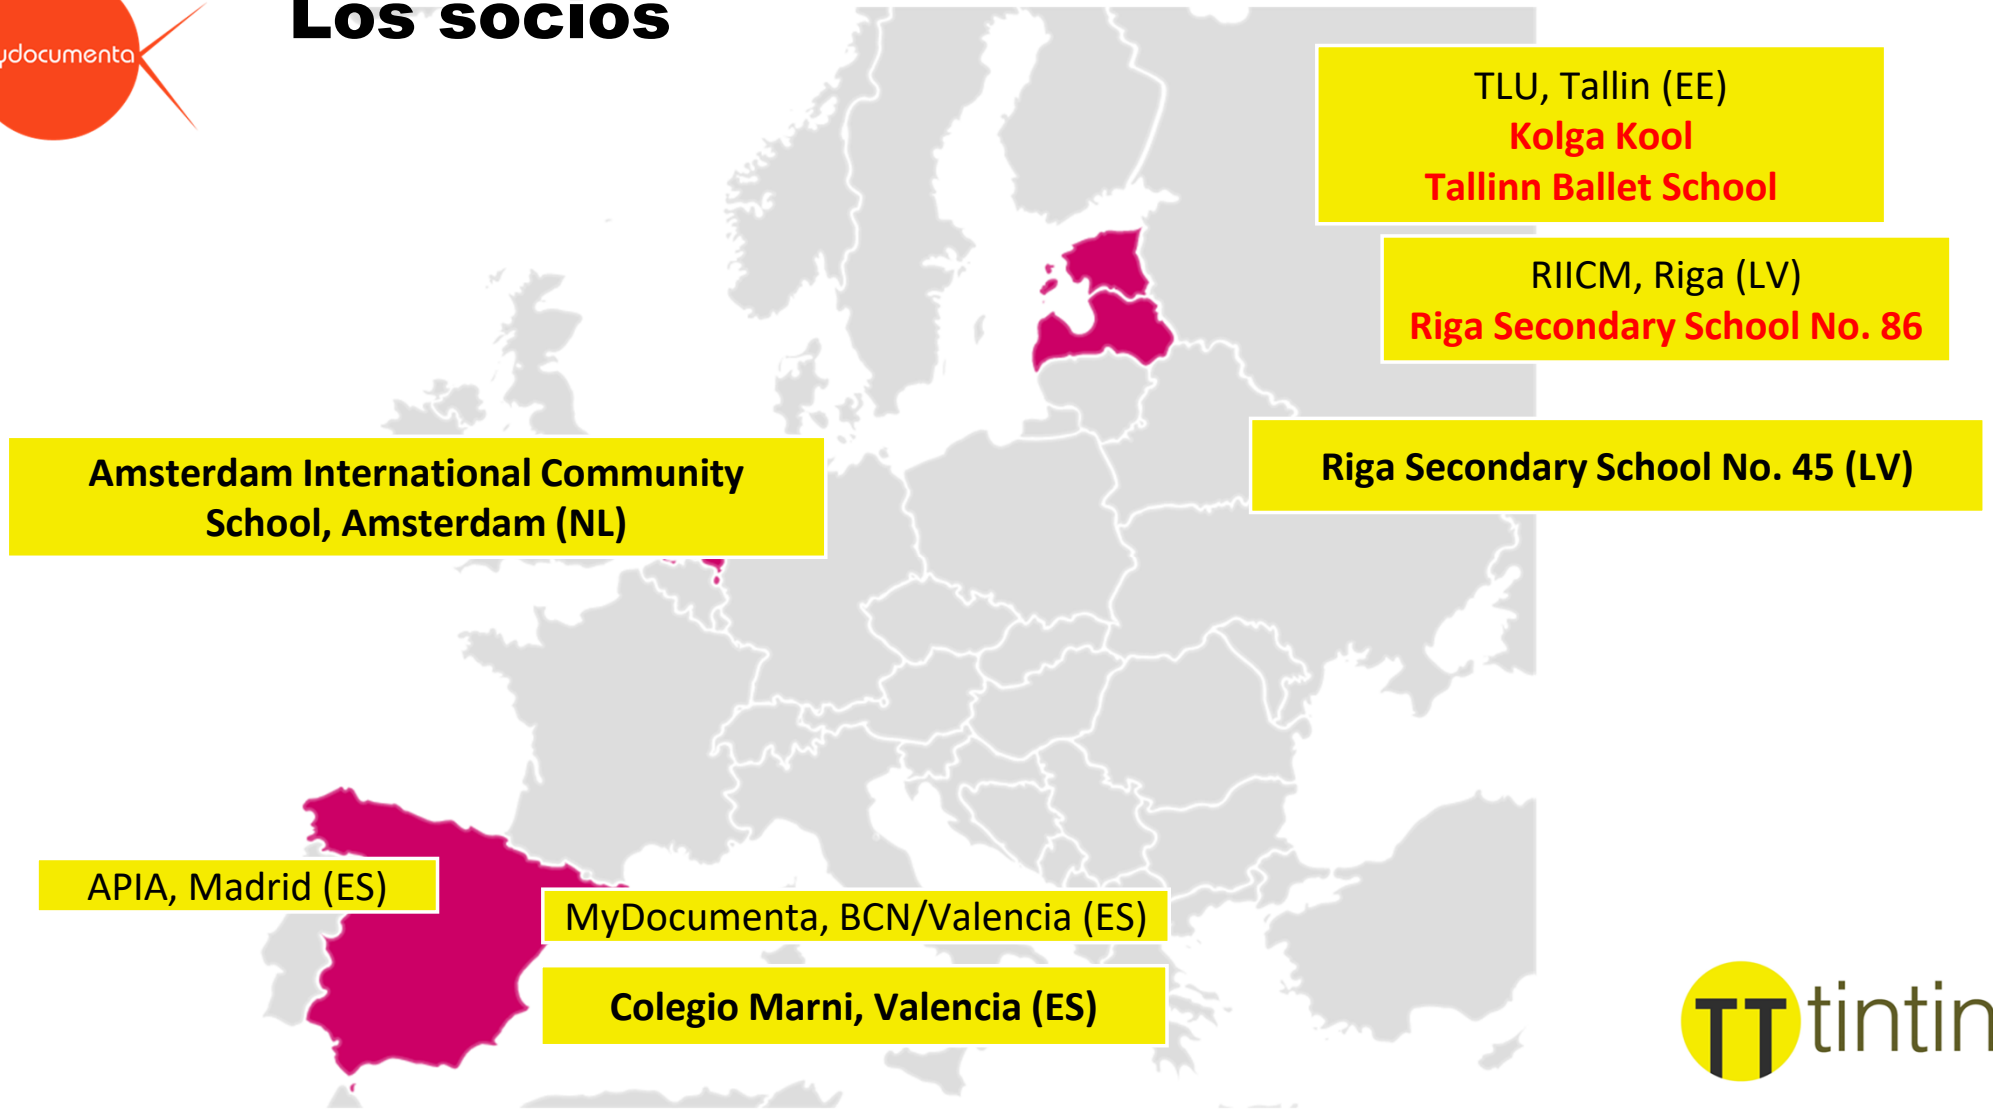 Los socios
ydocumenta
TLU, Tallin (EE)
Kolga Kool
Tallinn Ballet School
RIICM, Riga (LV)
Riga Secondary School No. 86
Riga Secondary School No. 45 (LV)
Amsterdam International Community
School, Amsterdam (NL)
APIA, Madrid (ES)
MyDocumenta, BCN/Valencia (ES)
Colegio Marni, Valencia (ES)
TT tintin